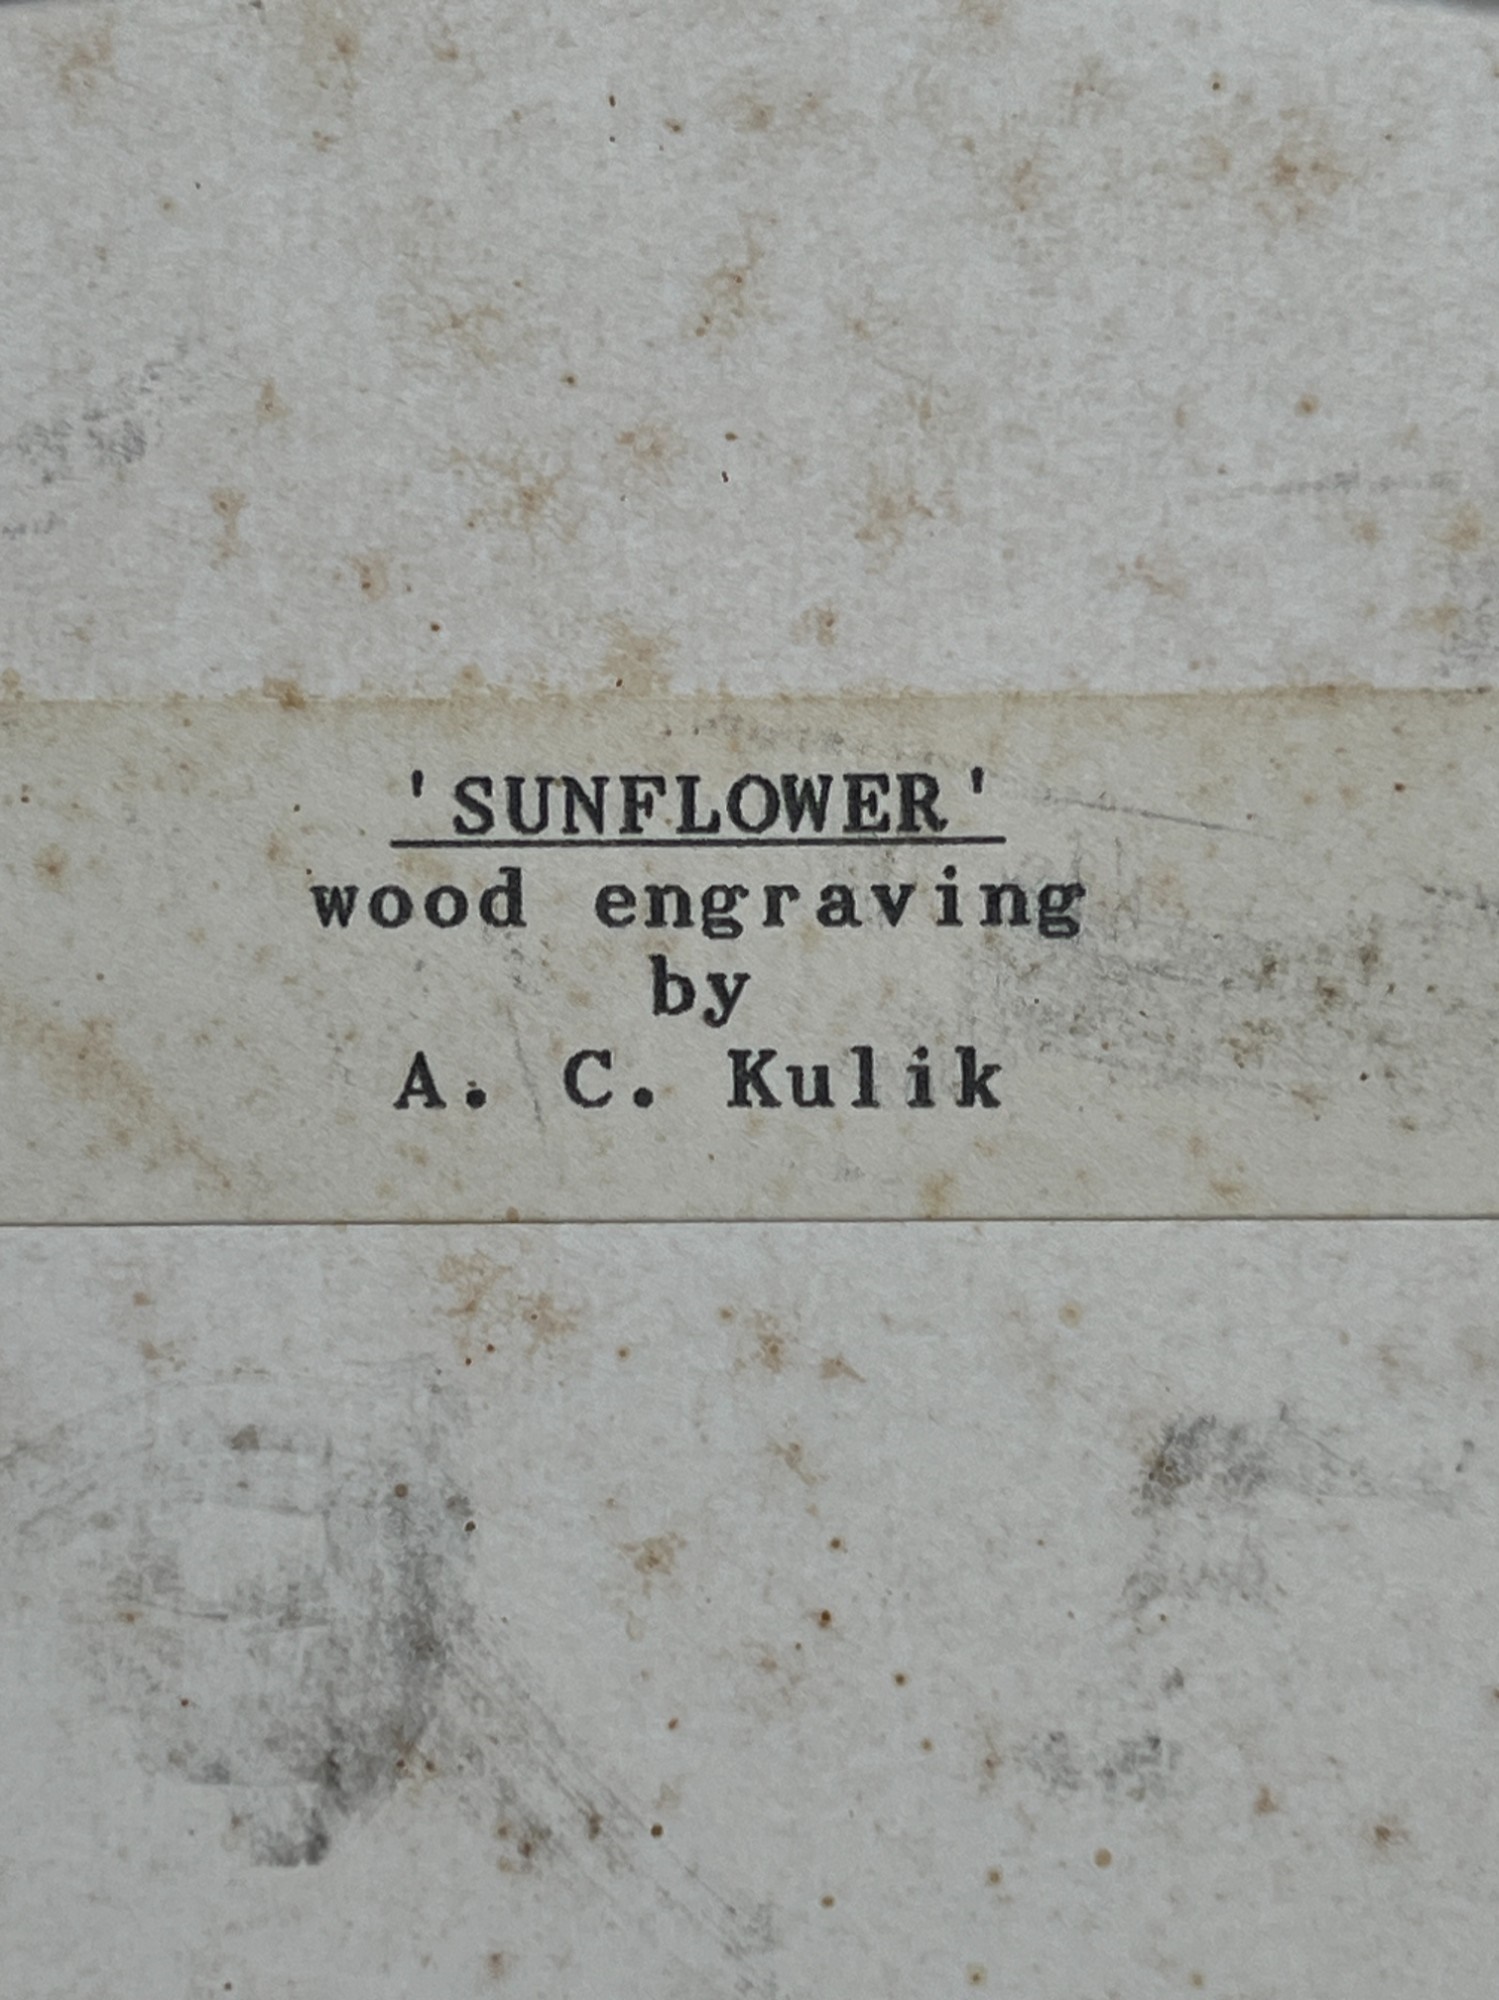 'SUNFLOWER'
wood engraving
by
A. C. Kulik